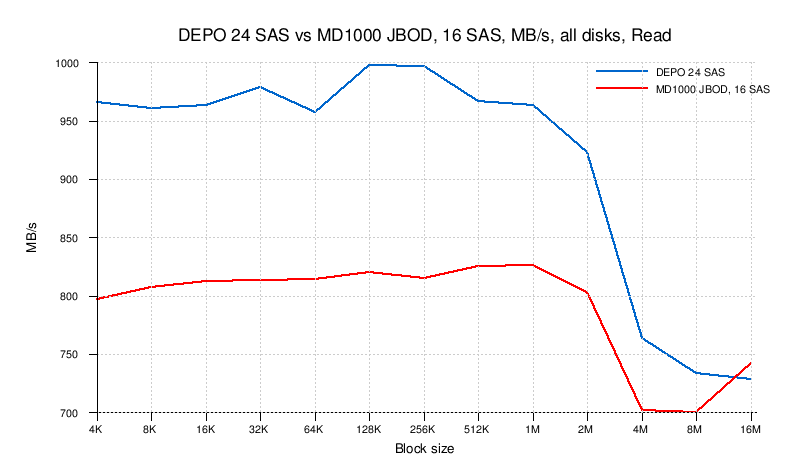 DEPO 24 SAS vs MD1000 JBOD, 16 SAS, MB/s, all disks, Read
DEPO 24 SAS
MD1000 JBOD, 16 SAS
MB/s
1000
950
900
850
800
750
700
4K 8K 16K 32K 64K 128K 256K 512K 1M 2M 4M 8M 16M
Block size